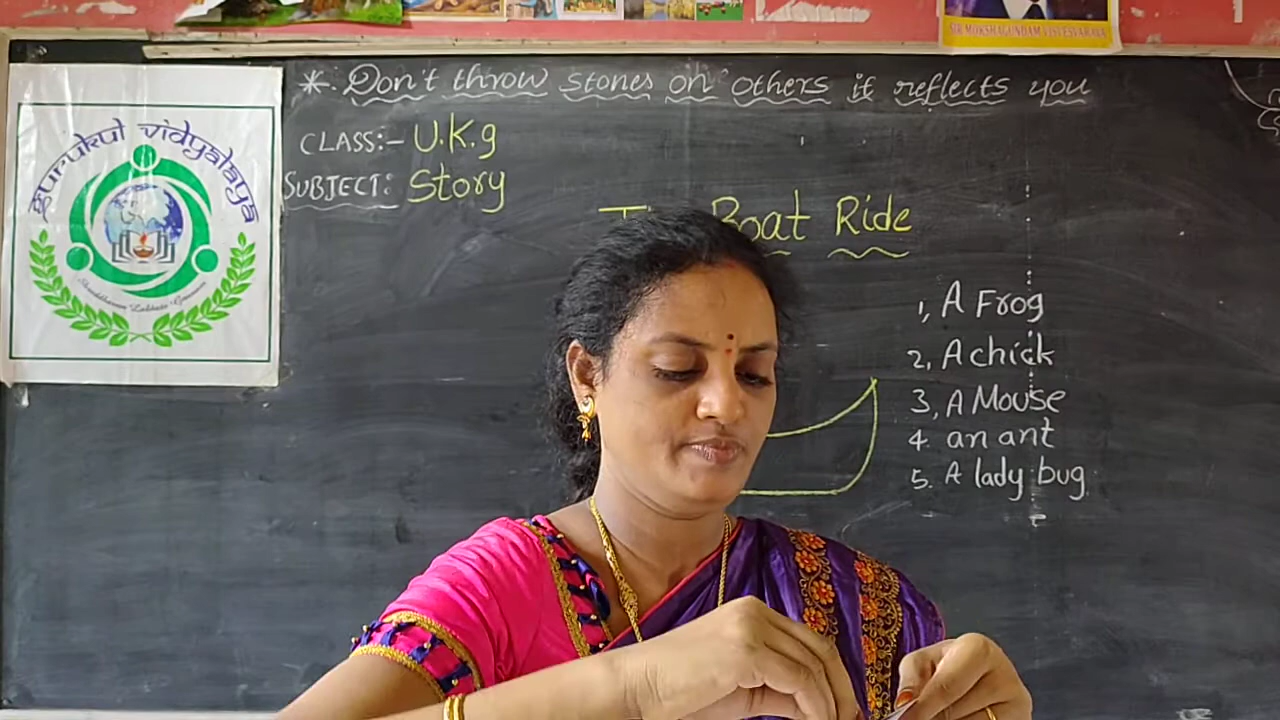 SIR MOKSHAGUNDAM VISVESVARAYA
*. Don't throw stones on others it reflects you
gurukul vidyalaya
CLASS:- U.K.g
SUBJECT: Story
Boat Ride
1, A Frog
2, A chick
3, A Mouse
4. an ant
5. A lady bug